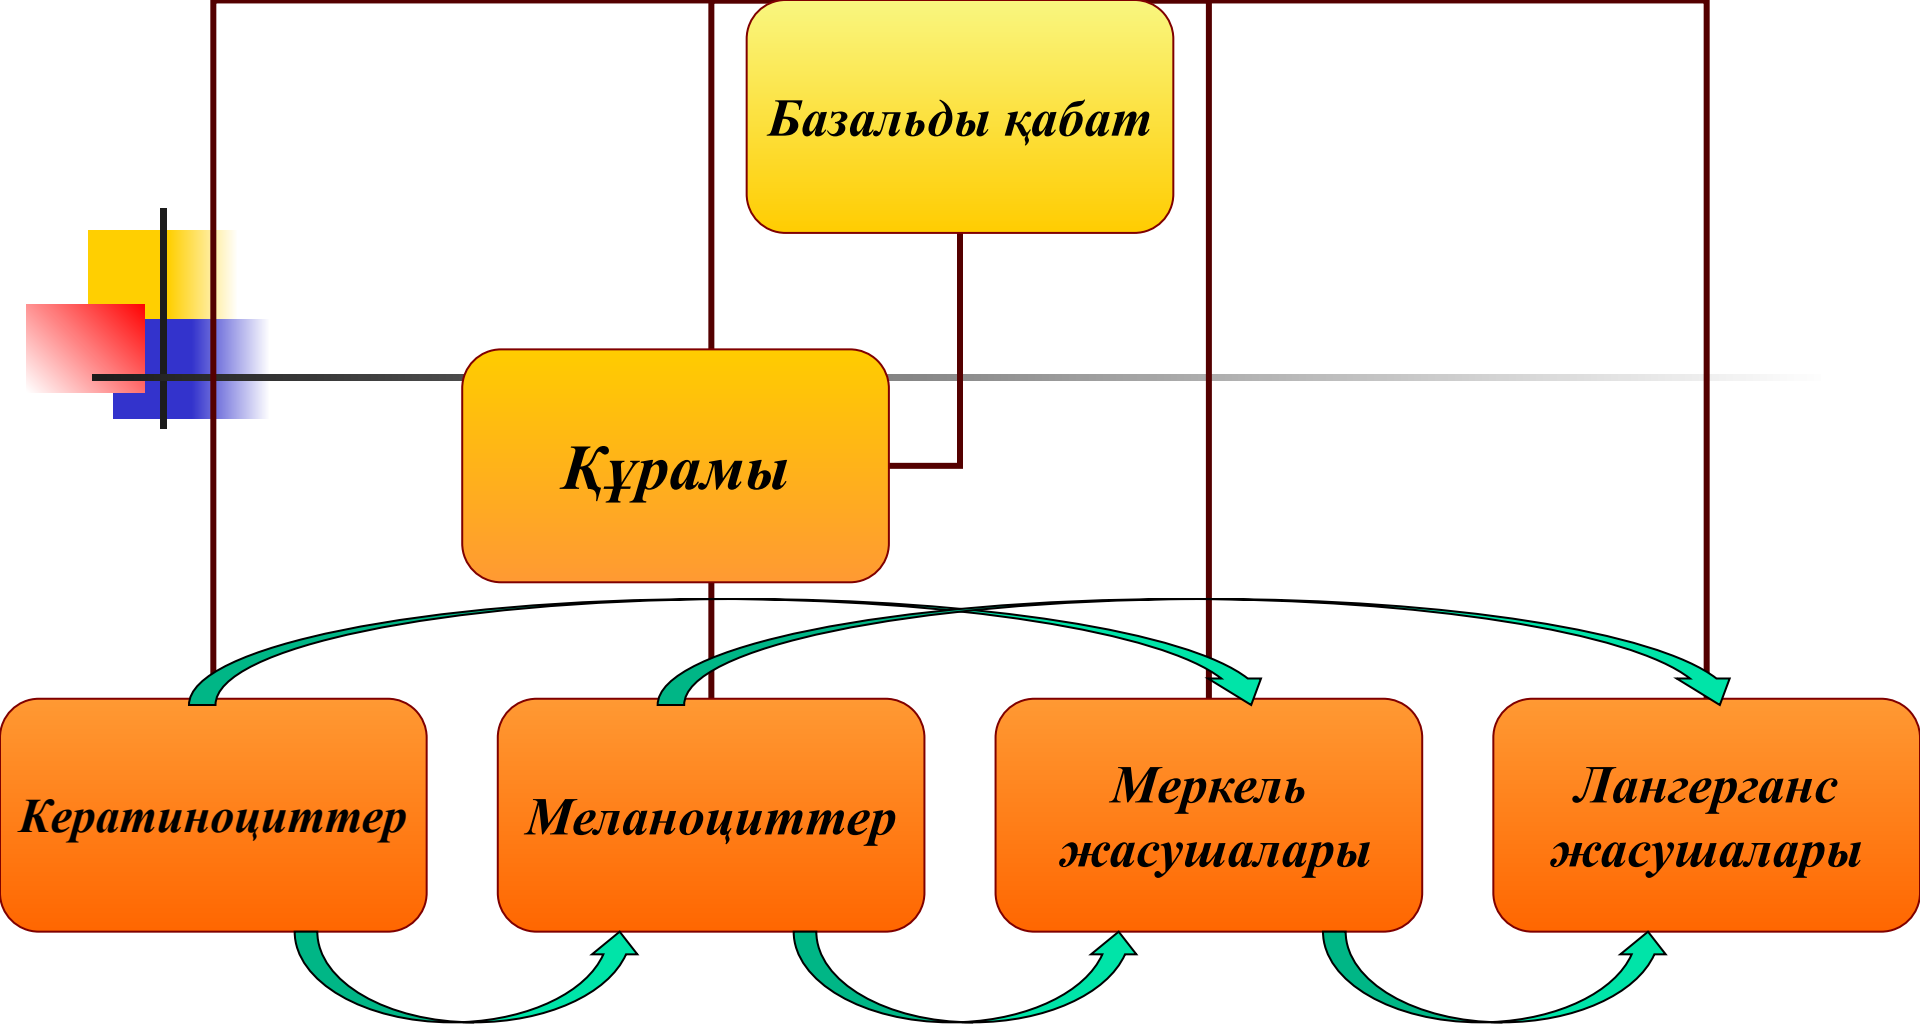 Базальды қабат
Құрамы
Кератиноциттер
Меланоциттер
Меркель
жасушалары
Лангерганс
жасушалары